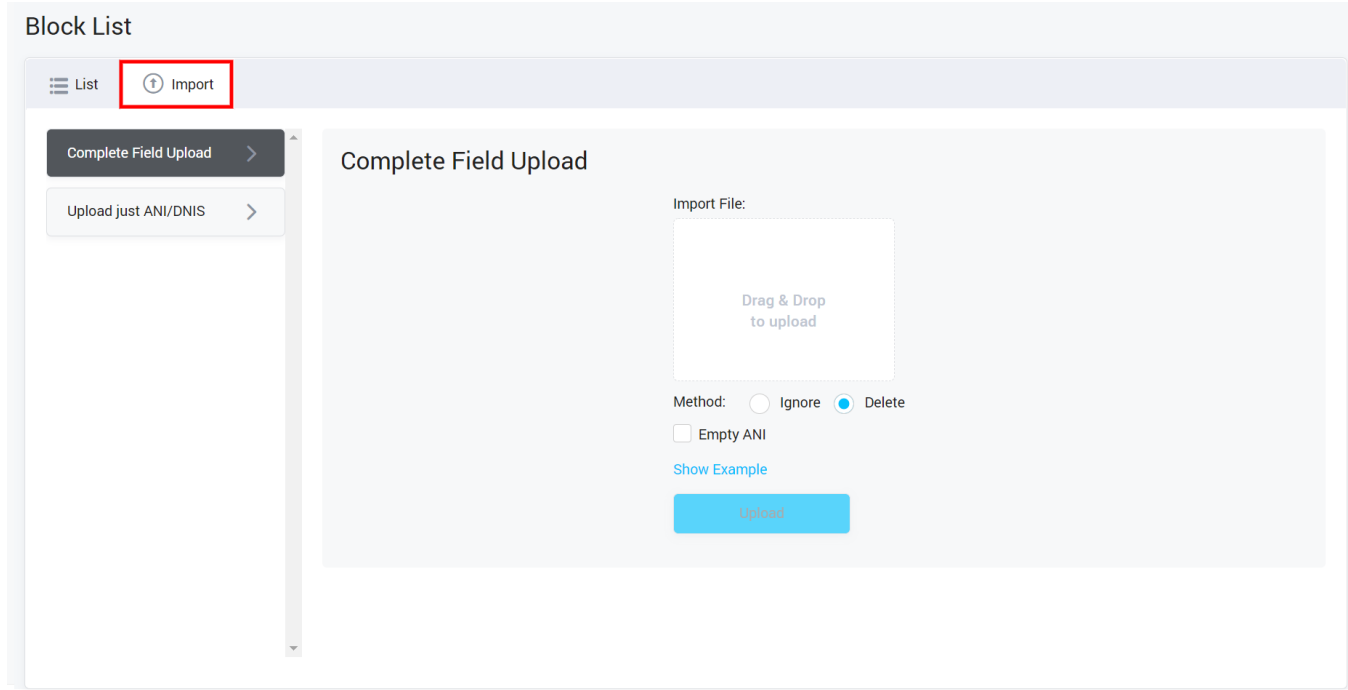 Block List
List
Import
Complete Field Upload
Upload just ANI/DNIS
Complete Field Upload
Import File:
Drag & Drop
to upload
Method: Ignore Delete
Empty ANI
Show Example
Upload